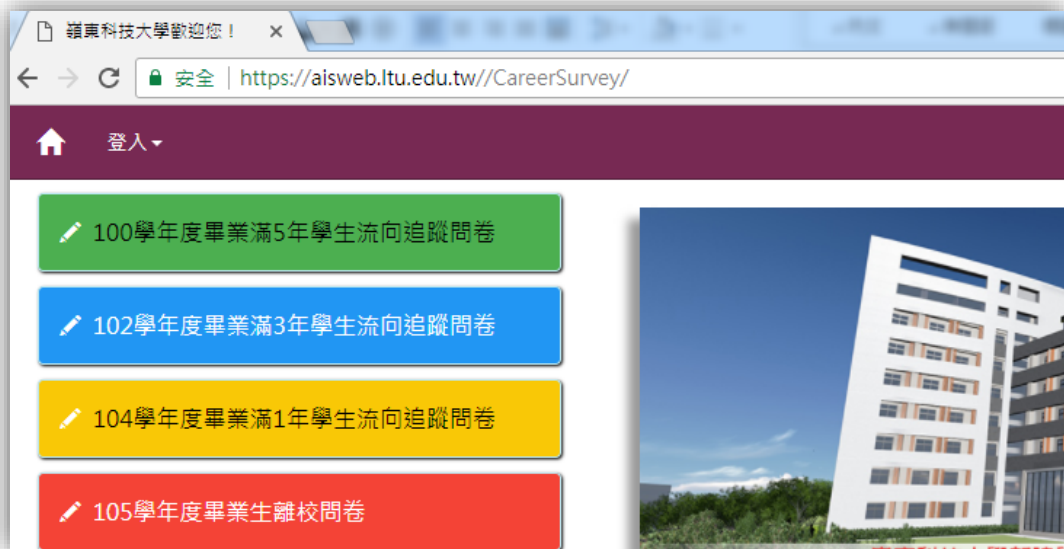 嶺東科技大學歡迎您！
安全 | https://aisweb.ltu.edu.tw//CareerSurvey/
登入
100學年度畢業滿5年學生流向追蹤問卷
102學年度畢業滿3年學生流向追蹤問卷
104學年度畢業滿1年學生流向追蹤問卷
105學年度畢業生離校問卷